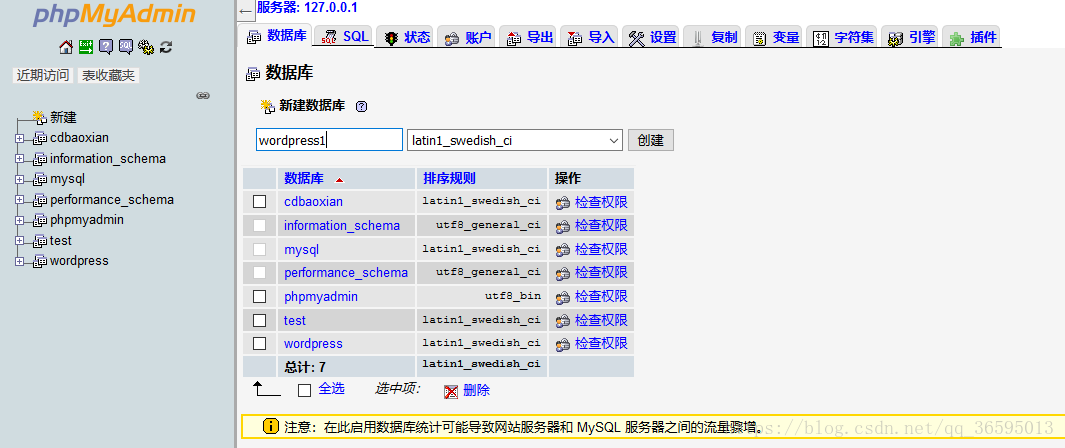 phpMyAdmin
近期访问 表收藏夹
新建
cdbaoxian
information_schema
mysql
performance_schema
phpmyadmin
test
wordpress
服务器: 127.0.0.1
数据库 SQL 状态 账户 导出 导入 设置 复制 变量 字符集 引擎 插件
数据库
新建数据库
wordpress1 latin1_swedish_ci 创建
数据库 排序规则 操作
cdbaoxian latin1_swedish_ci 检查权限
information_schema utf8_general_ci 检查权限
mysql latin1_swedish_ci 检查权限
performance_schema utf8_general_ci 检查权限
phpmyadmin utf8_bin 检查权限
test latin1_swedish_ci 检查权限
wordpress latin1_swedish_ci 检查权限
总计: 7 latin1_swedish_ci
全选 选中项: 删除
注意: 在此启用数据库统计可能导致网站服务器和 MySQL 服务器之间的流量骤增。
ps://blog.csdn.net/qq_36595013